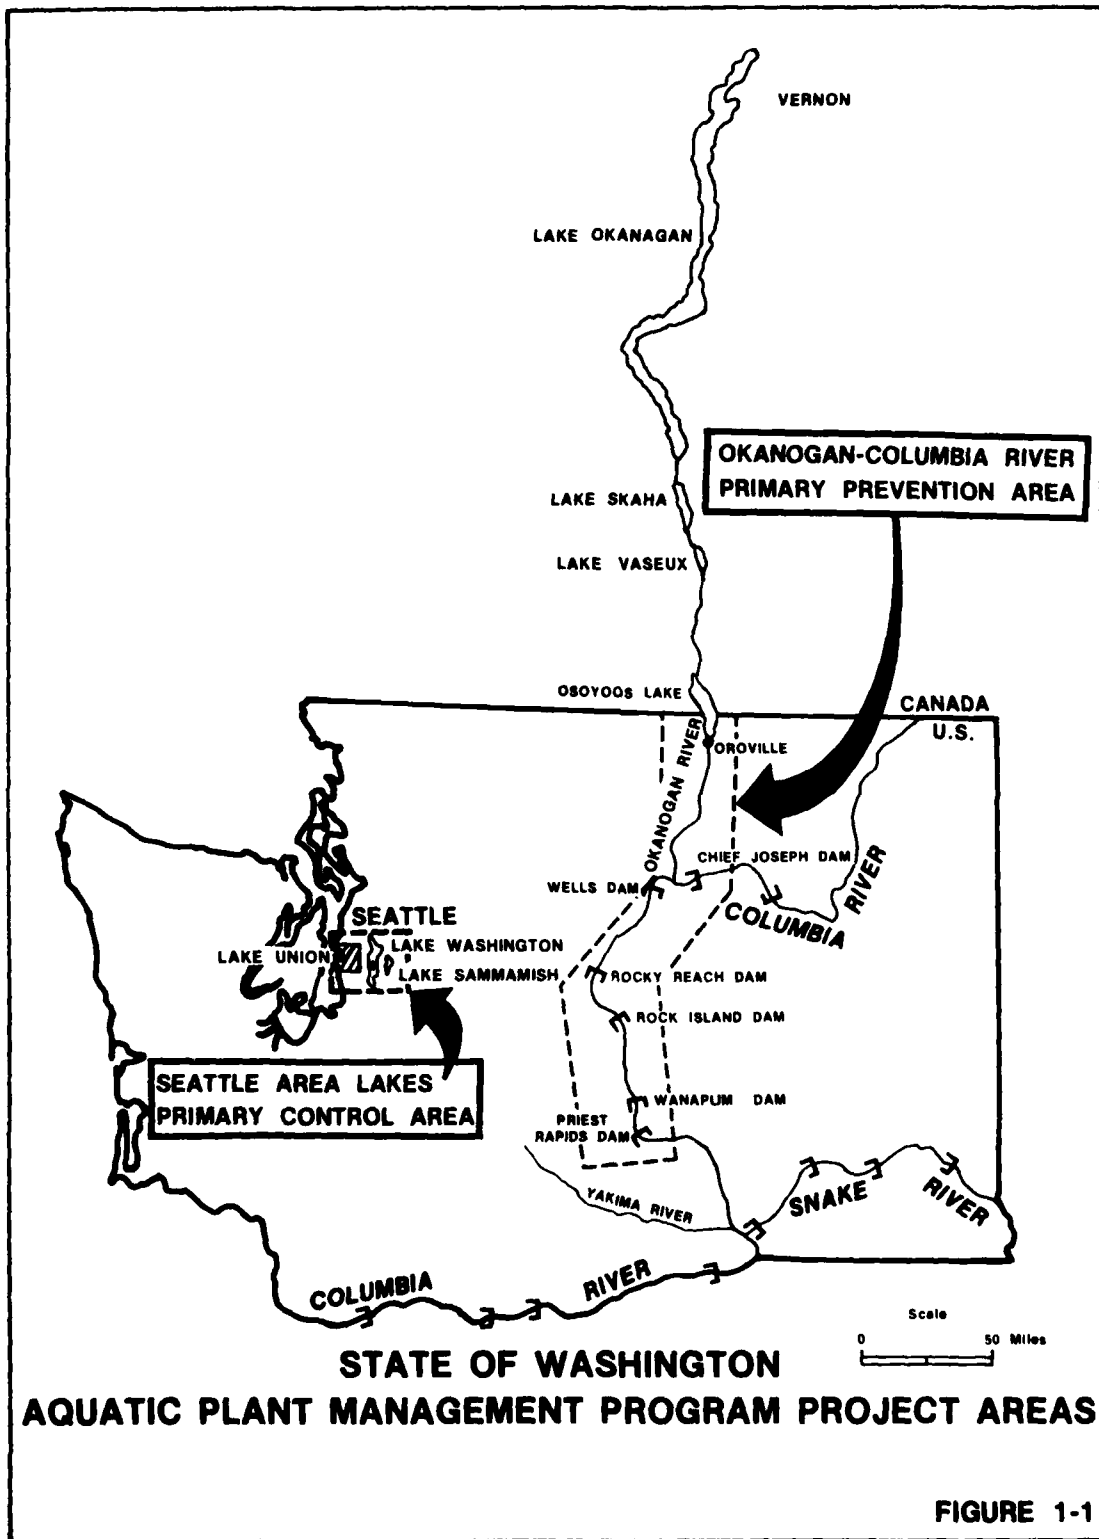 VERNON
LAKE OKANAGAN
OKANOGAN-COLUMBIA RIVER
PRIMARY PREVENTION AREA
LAKE SKAHA
LAKE VASEUX
OSOYOOS LAKE
CANADA
U.S.
OKANOGAN RIVER
OROVILLE
CHIEF JOSEPH DAM
WELLS DAM
COLUMBIA
RIVER
SEATTLE
LAKE UNION
LAKE WASHINGTON
LAKE SAMMAMISH
ROCKY REACH DAM
ROCK ISLAND DAM
SEATTLE AREA LAKES
PRIMARY CONTROL AREA
WANAPUM DAM
PRIEST
RAPIDS DAM
YAKIMA RIVER
SNAKE
RIVER
COLUMBIA
RIVER
Scale
0 50 Miles
STATE OF WASHINGTON
AQUATIC PLANT MANAGEMENT PROGRAM PROJECT AREAS
FIGURE 1-1